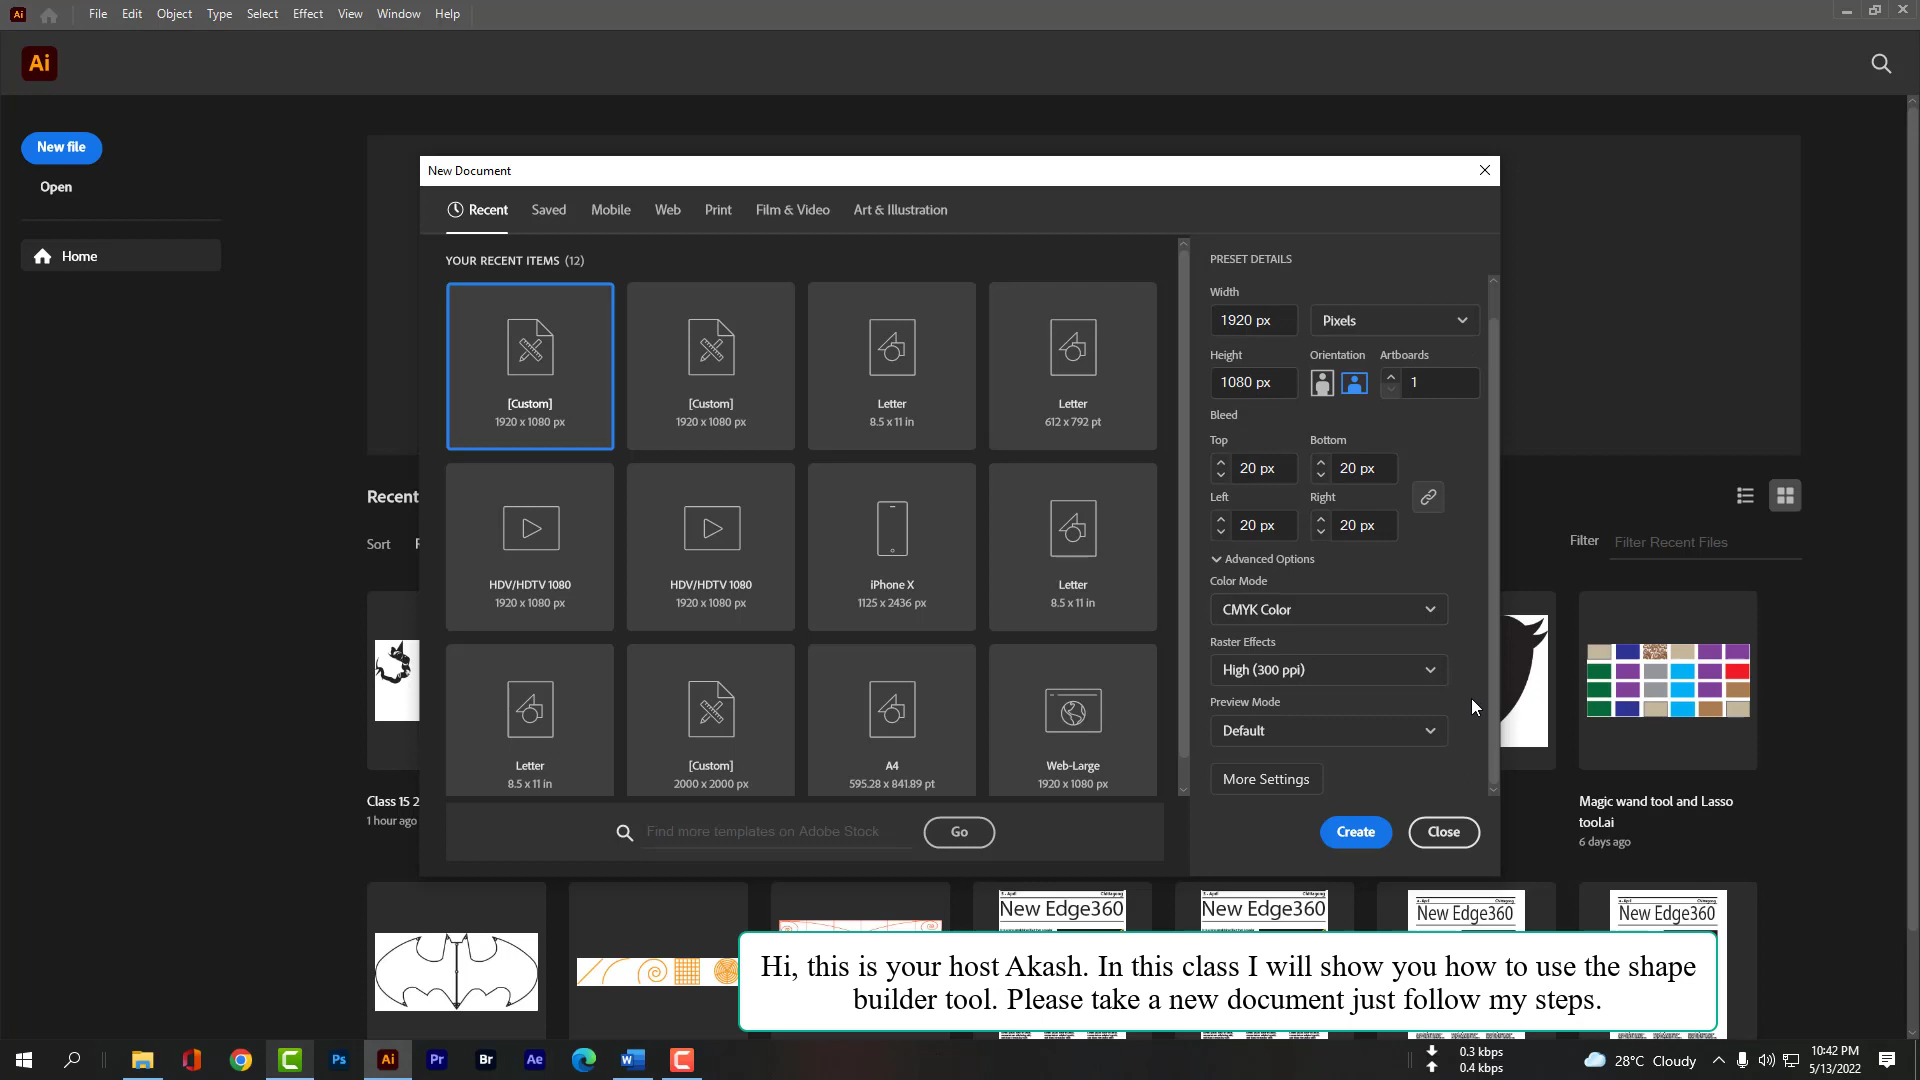 Ai
File Edit Object Type Select Effect View Window Help
Ai
New file
Open
Home
New Document
Recent Saved Mobile Web Print Film & Video Art & Illustration
YOUR RECENT ITEMS (12)
[Custom]
1920 x 1080 px
[Custom]
1920 x 1080 px
Letter
8.5 x 11 in
Letter
612 x 792 pt
HDV/HDTV 1080
1920 x 1080 px
HDV/HDTV 1080
1920 x 1080 px
iPhone X
1125 x 2436 px
Letter
8.5 x 11 in
Letter
8.5 x 11 in
[Custom]
2000 x 2000 px
A4
595.28 x 841.89 pt
Web-Large
1920 x 1080 px
Find more templates on Adobe Stock
Go
PRESET DETAILS
Width
1920 px Pixels
Height Orientation Artboards
1080 px 1
Bleed
Top Bottom
20 px 20 px
Left Right
20 px 20 px
Advanced Options
Color Mode
CMYK Color
Raster Effects
High (300 ppi)
Preview Mode
Default
More Settings
Create Close
Recent
Sort
Filter Filter Recent Files
Class 15 2
1 hour ago
Magic wand tool and Lasso
tool.ai
6 days ago
New Edge360
New Edge360
New Edge360
New Edge360
Hi, this is your host Akash. In this class I will show you how to use the shape
builder tool. Please take a new document just follow my steps.
Ps Ai Pr Br Ae
0.3 kbps
0.4 kbps
28°C Cloudy
10:42 PM
5/13/2022